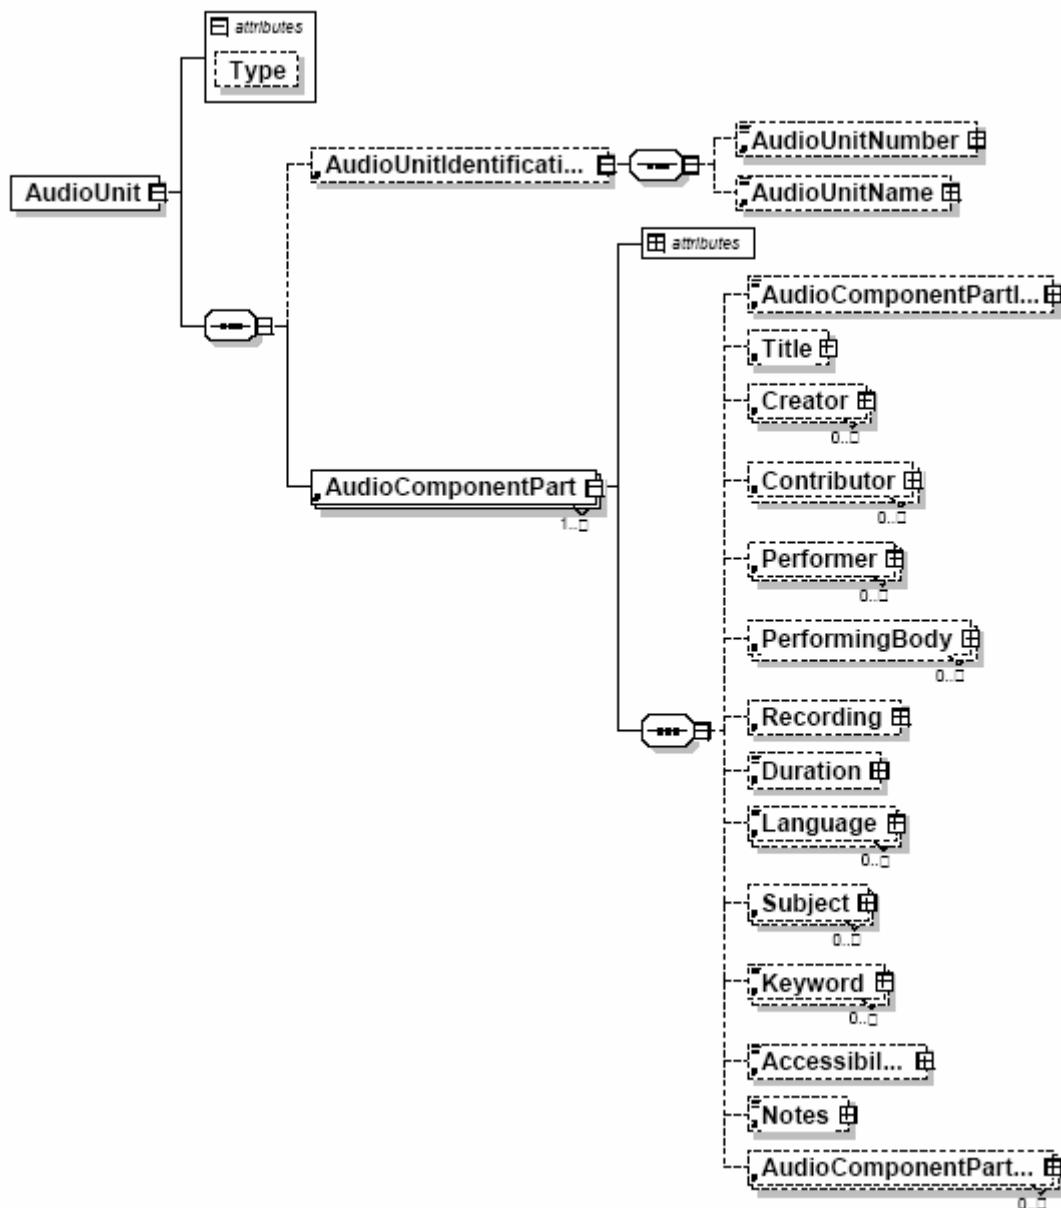 attributes
Type
AudioUnitIdentificati...
AudioUnitNumber
AudioUnitName
AudioUnit
attributes
AudioComponentPartI...
Title
Creator
0..□
AudioComponentPart
1..□
Contributor
0..□
Performer
0..□
PerformingBody
0..□
Recording
Duration
Language
0..□
Subject
0..□
Keyword
0..□
Accessibil...
Notes
AudioComponentPart...
0..□